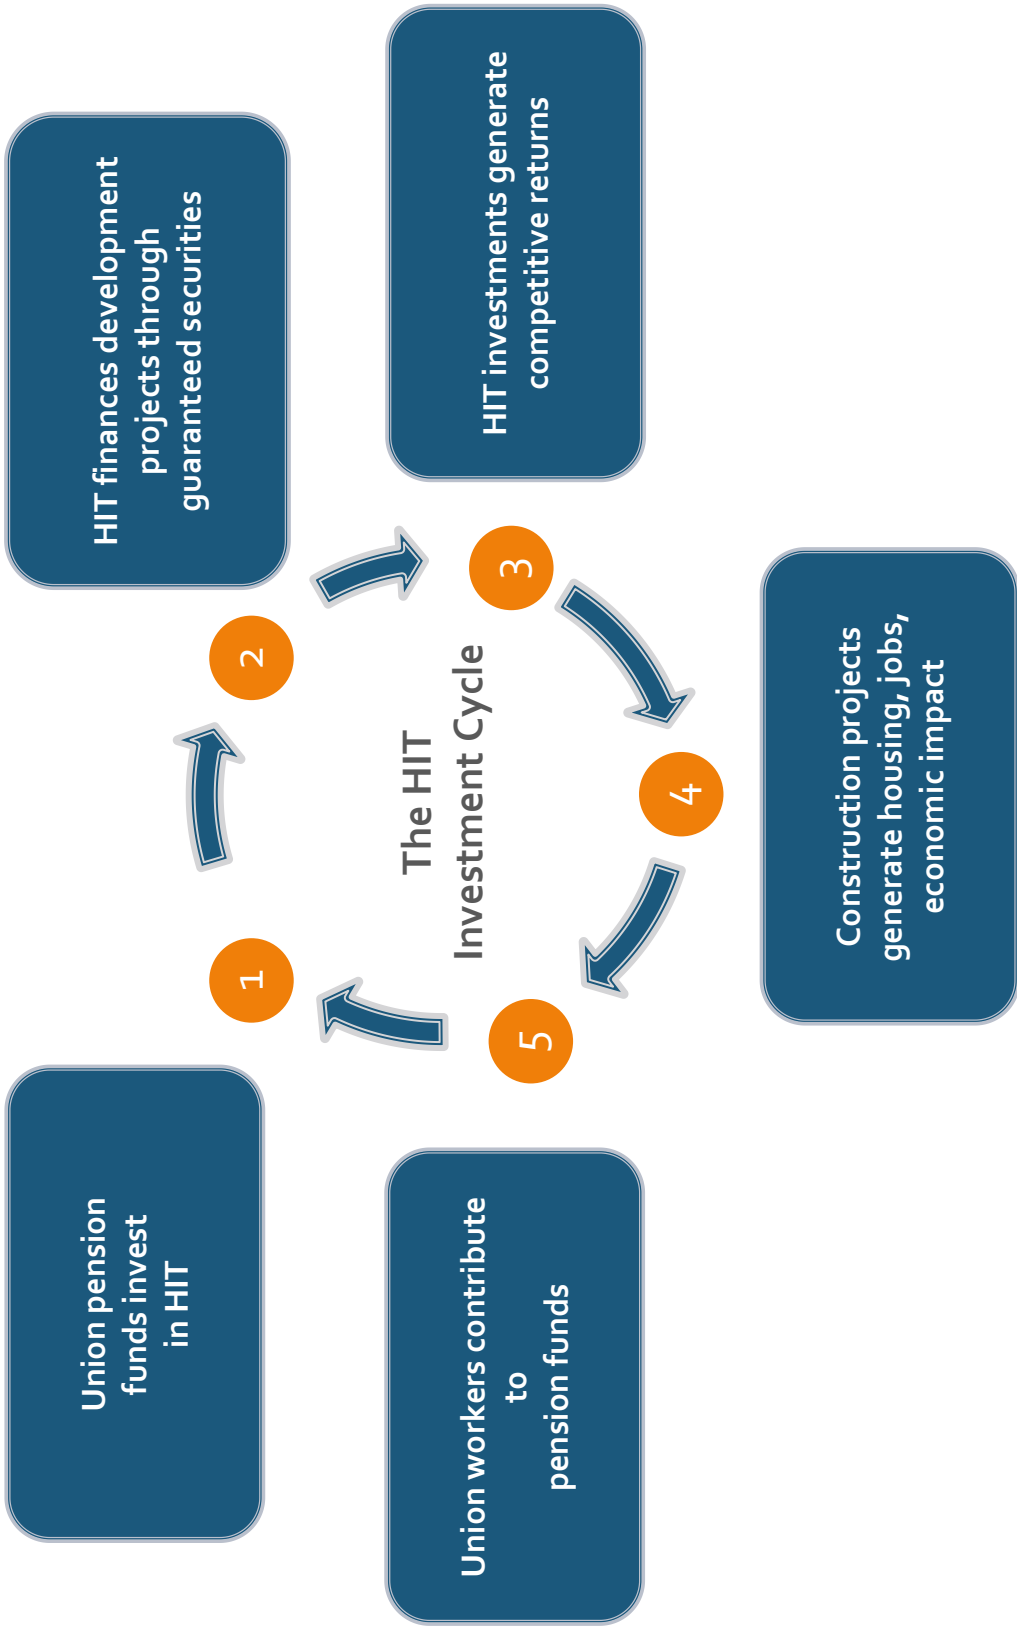 The HIT
Investment Cycle
1
Union pension
funds invest
in HIT
2
HIT finances development
projects through
guaranteed securities
3
HIT investments generate
competitive returns
4
Construction projects
generate housing, jobs,
economic impact
5
Union workers contribute
to
pension funds